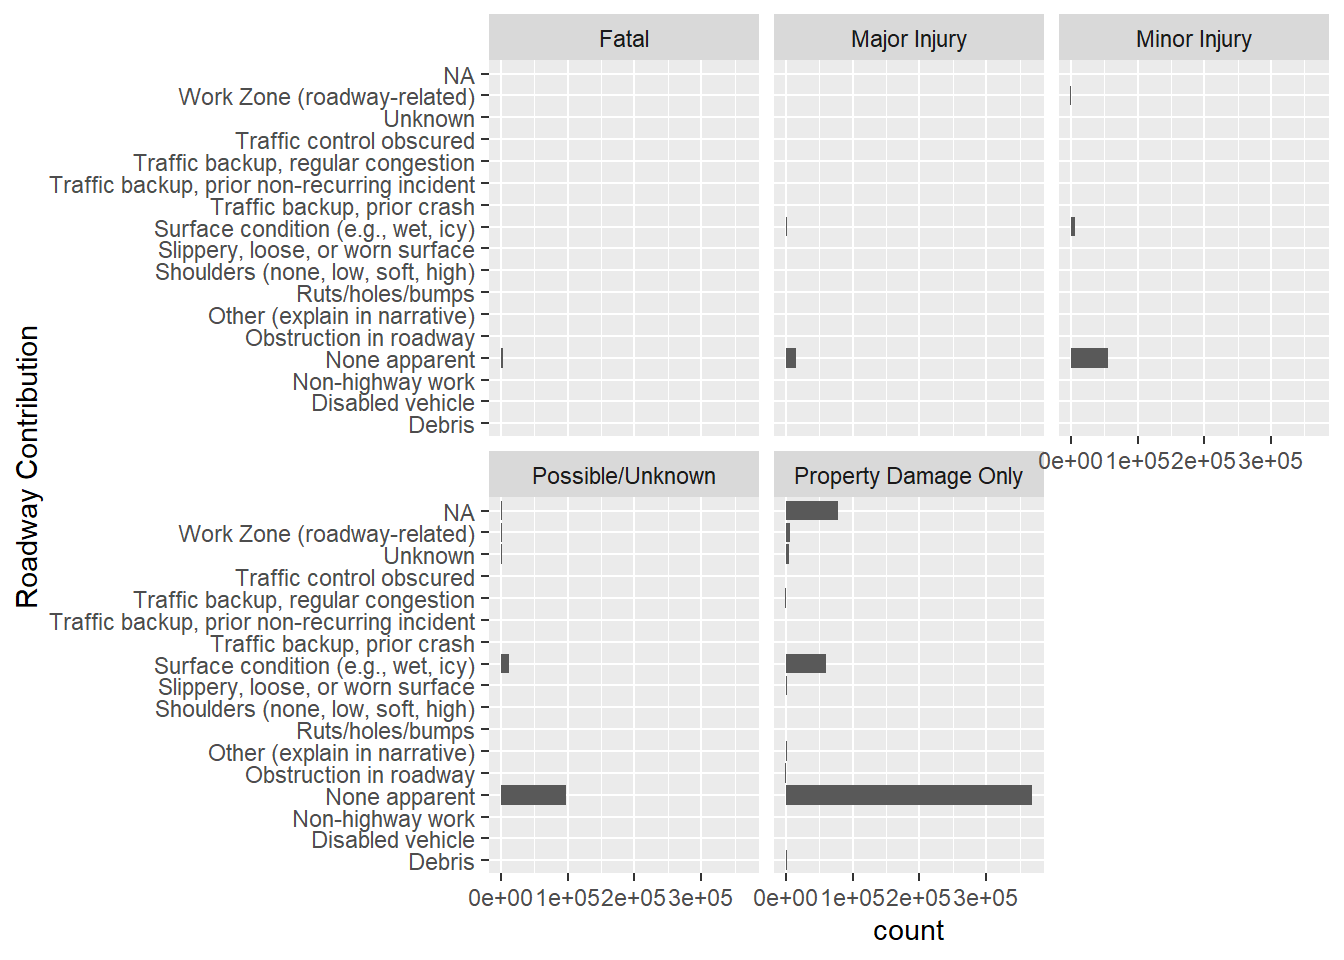 Fatal
Major Injury
Minor Injury
NA
Work Zone (roadway-related)
Unknown
Traffic control obscured
Traffic backup, regular congestion
Traffic backup, prior non-recurring incident
Traffic backup, prior crash
Surface condition (e.g., wet, icy)
Slippery, loose, or worn surface
Shoulders (none, low, soft, high)
Ruts/holes/bumps
Other (explain in narrative)
Obstruction in roadway
None apparent
Non-highway work
Disabled vehicle
Debris
0e+00 1e+05 2e+05 3e+05
Roadway Contribution
Possible/Unknown
Property Damage Only
NA
Work Zone (roadway-related)
Unknown
Traffic control obscured
Traffic backup, regular congestion
Traffic backup, prior non-recurring incident
Traffic backup, prior crash
Surface condition (e.g., wet, icy)
Slippery, loose, or worn surface
Shoulders (none, low, soft, high)
Ruts/holes/bumps
Other (explain in narrative)
Obstruction in roadway
None apparent
Non-highway work
Disabled vehicle
Debris
0e+00 1e+05 2e+05 3e+05
0e+00 1e+05 2e+05 3e+05
count